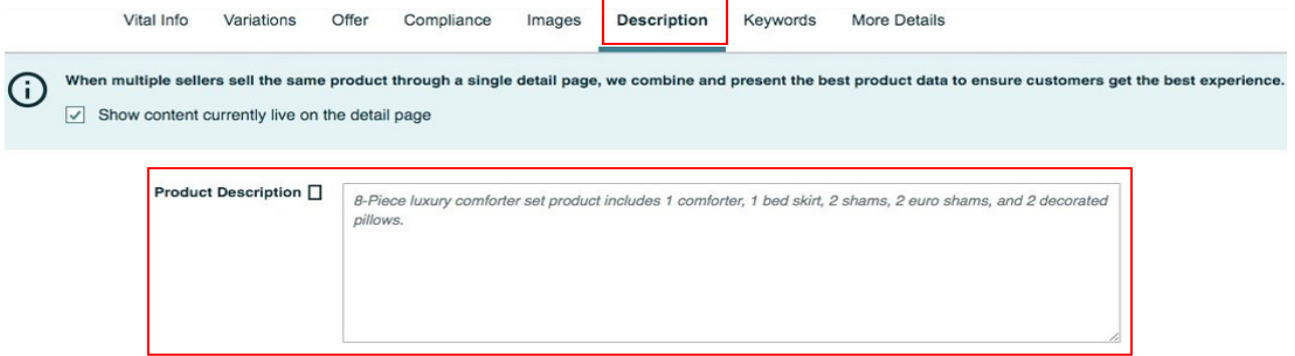 Vital Info Variations Offer Compliance Images Description Keywords More Details
When multiple sellers sell the same product through a single detail page, we combine and present the best product data to ensure customers get the best experience.
Show content currently live on the detail page
Product Description
8-Piece luxury comforter set product includes 1 comforter, 1 bed skirt, 2 shams, 2 euro shams, and 2 decorated
pillows.